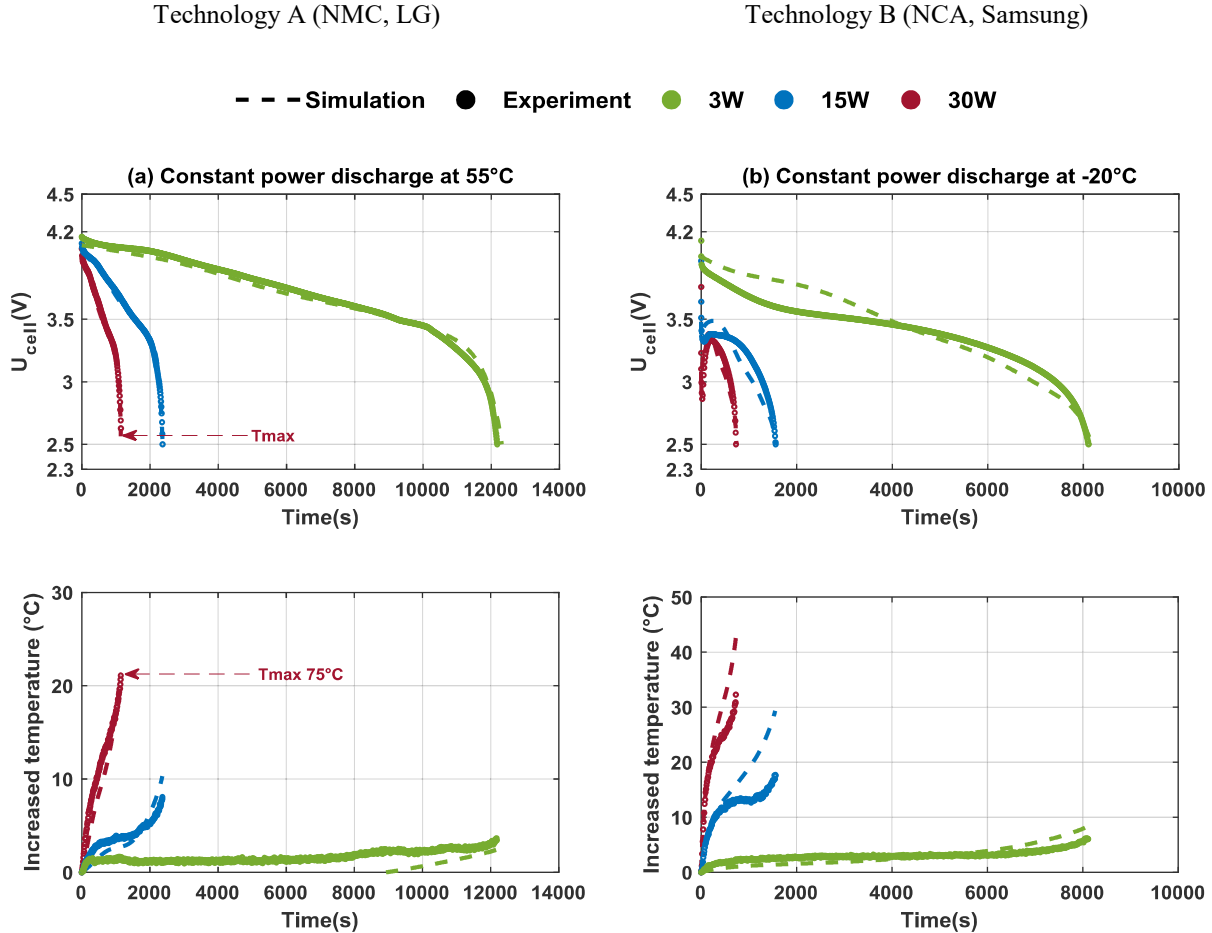 Technology A (NMC, LG)
Technology B (NCA, Samsung)
Simulation Experiment 3W 15W 30W
(a) Constant power discharge at 55°C
4.5
4.2
3.5
3
2.5
2.3
U_cell(V)
Tmax
0 2000 4000 6000 8000 10000 12000 14000
Time(s)
(b) Constant power discharge at -20°C
4.5
4.2
3.5
3
2.5
2.3
U_cell(V)
0 2000 4000 6000 8000 10000
Time(s)
30
20
10
0
Increased temperature (°C)
Tmax 75°C
0 2000 4000 6000 8000 10000 12000 14000
Time(s)
50
40
30
20
10
0
Increased temperature (°C)
0 2000 4000 6000 8000 10000
Time(s)